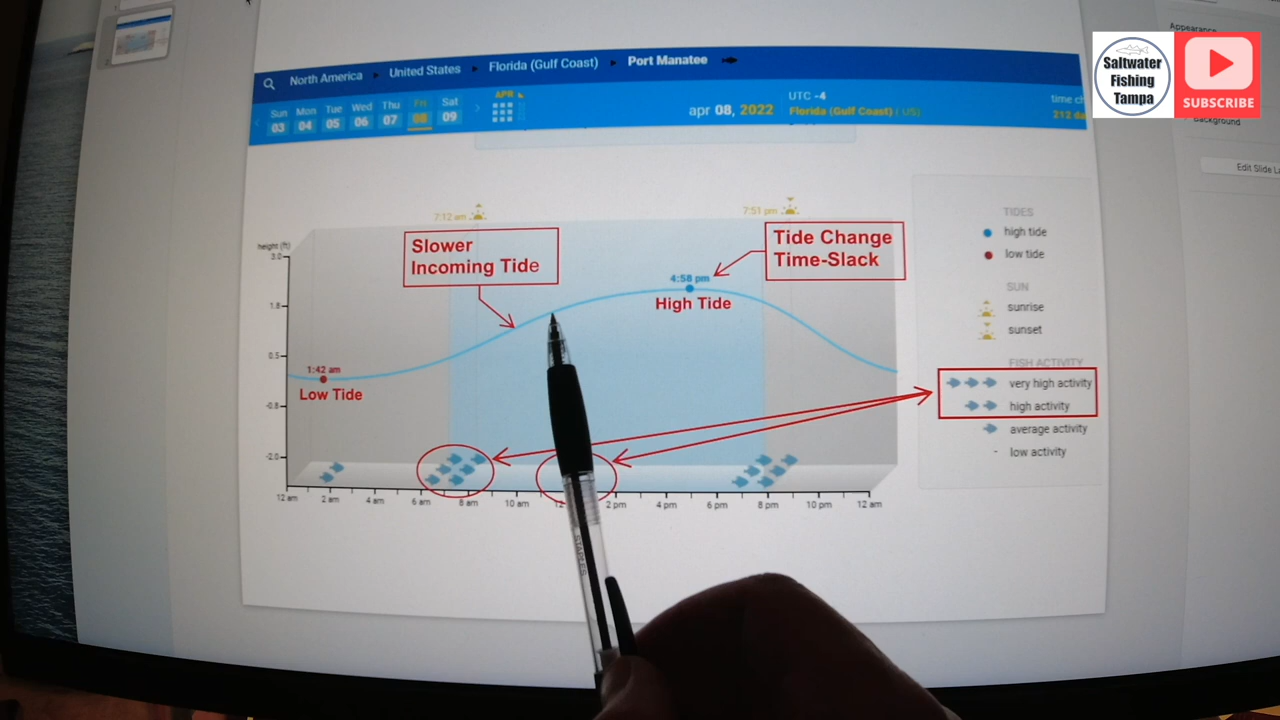 Appearance
Saltwater
Fishing
Tampa
SUBSCRIBE
North America
United States
Florida (Gulf Coast)
Port Manatee
Sun
Mon
Tue
Wed
Thu
Fri
Sat
03
04
05
06
07
08
09
APR
apr 08, 2022
UTC -4
Florida (Gulf Coast) (US)
Background
Edit Slide
7:12 am
7:51 pm
height (ft)
3.0
1.8
0.5
-0.8
-2.0
Slower
Incoming Tide
Tide Change
Time-Slack
4:58 pm
High Tide
1:42 am
Low Tide
TIDES
high tide
low tide
SUN
sunrise
sunset
FISH ACTIVITY
very high activity
high activity
average activity
low activity
12 am
2 am
4 am
6 am
8 am
10 am
2 pm
4 pm
6 pm
8 pm
10 pm
12 am
STAPLES